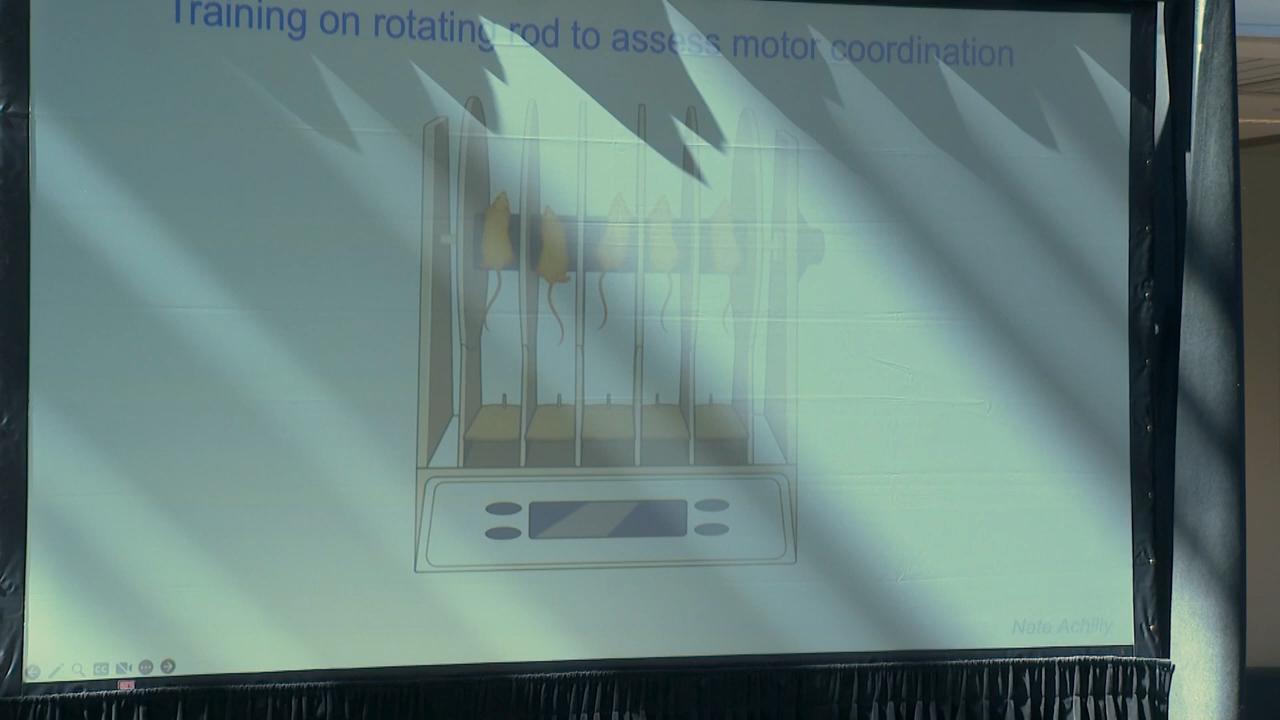 Training on rotating rod to assess motor coordination
Nate Achilly